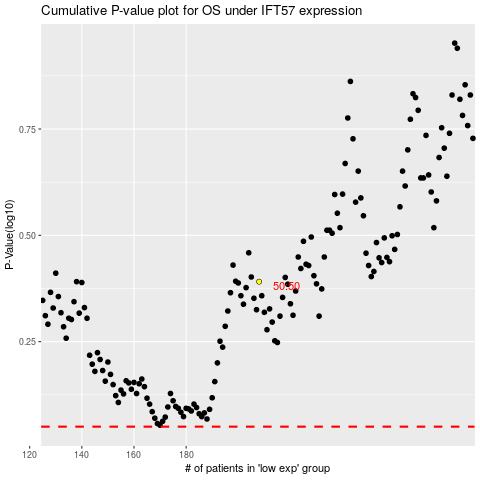 Cumulative P-value plot for OS under IFT57 expression
P-Value(log10)
0.75
0.50
0.25
50:50
120 140 160 180
# of patients in 'low exp' group